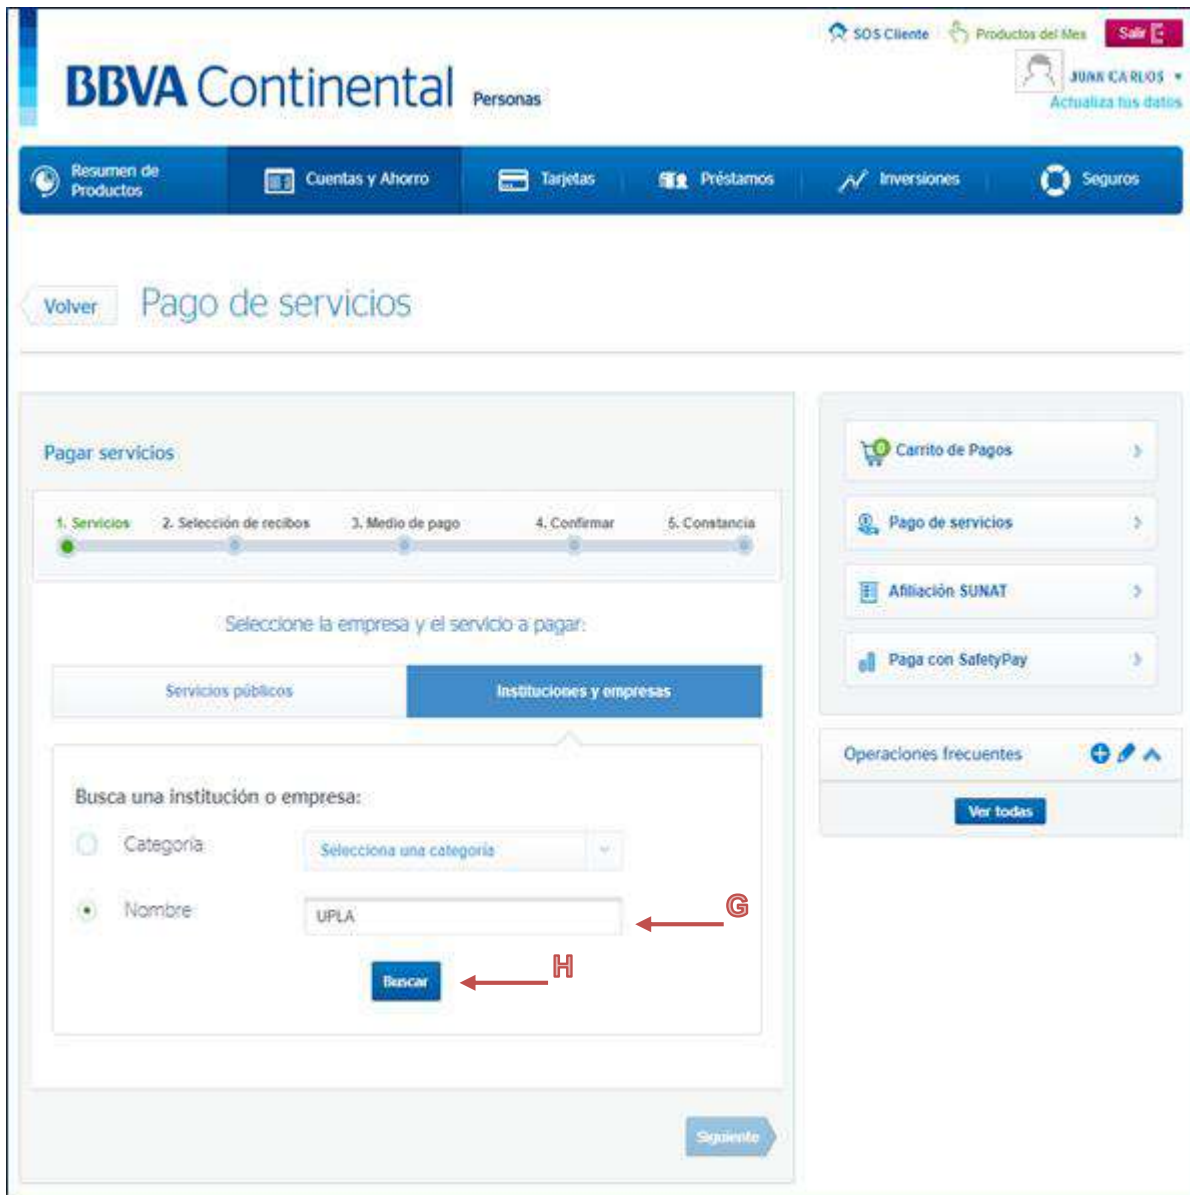 SOS Cliente Productos del Mes Salir
BBVA Continental Personas
JUAN CARLOS
Actualiza tus datos
Resumen de Productos Cuentas y Ahorro Tarjetas Préstamos Inversiones Seguros
Volver Pago de servicios
Pagar servicios
1. Servicios 2. Selección de recibos 3. Medio de pago 4. Confirmar 5. Constancia
Seleccione la empresa y el servicio a pagar:
Servicios públicos Instituciones y empresas
Busca una institución o empresa:
Categoría Selecciona una categoría
Nombre UPLA
G
H
Buscar
Siguiente
0 Carrito de Pagos
Pago de servicios
Afiliación SUNAT
Paga con SafetyPay
Operaciones frecuentes
Ver todas